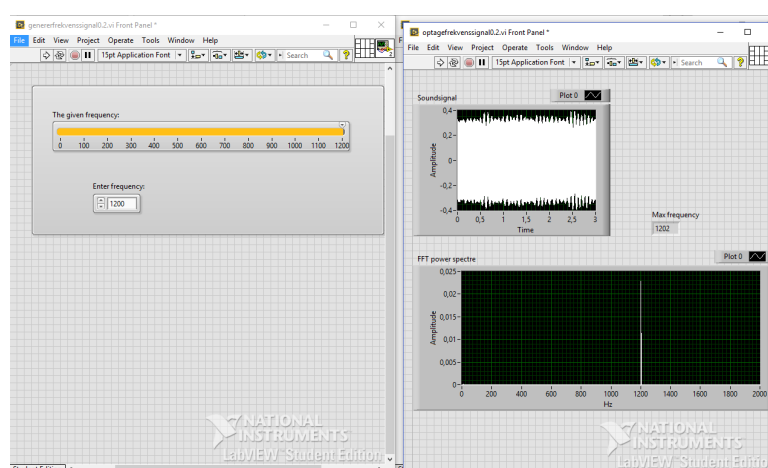 genererfrekvenssignal0.2.vi Front Panel *
File Edit View Project Operate Tools Window Help
15pt Application Font
Search
2
The given frequency:
0 100 200 300 400 500 600 700 800 900 1000 1100 1200
Enter frequency:
1200
NATIONAL
INSTRUMENTS
LabVIEW Student Edition
Student Edition
optagefrekvenssignal0.2.vi Front Panel *
File Edit View Project Operate Tools Window Help
15pt Application Font
Search
Soundsignal
Plot 0
0,4-
0,2-
0-
-0,2-
-0,4-
Amplitude
0 0,5 1 1,5 2 2,5 3
Time
Max frequency
1202
FFT power spectre
Plot 0
0,025-
0,02-
0,015-
0,01-
0,005-
0-
Amplitude
0 200 400 600 800 1000 1200 1400 1600 1800 2000
Hz
NATIONAL
INSTRUMENTS
LabVIEW Student Editio